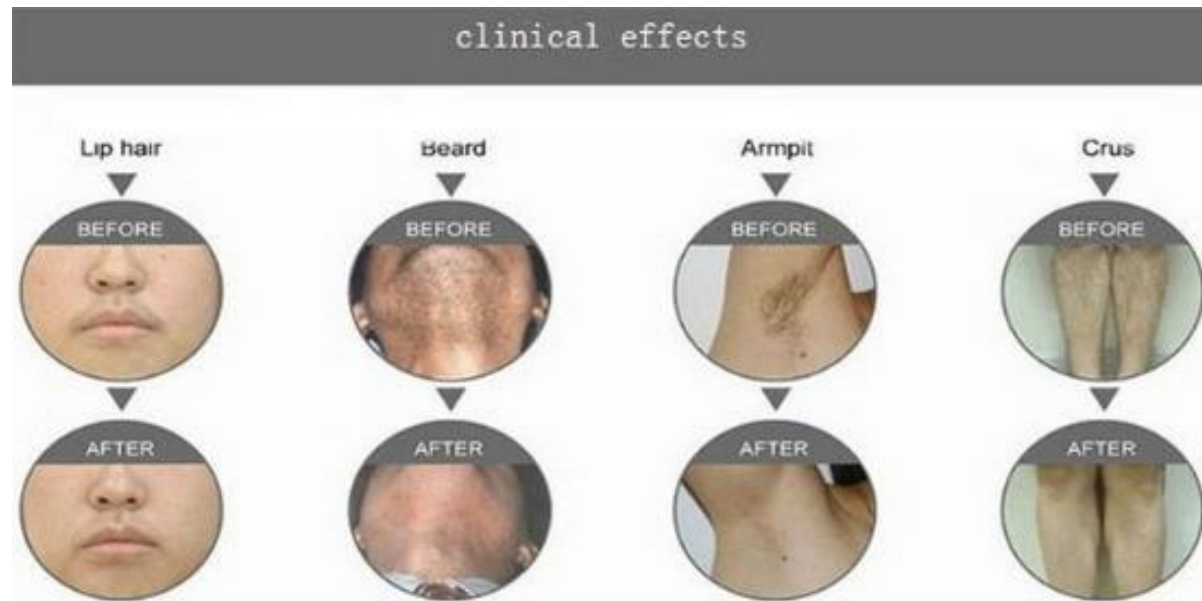 clinical effects
Lip hair
Beard
Armpit
Crus
BEFORE
BEFORE
BEFORE
BEFORE
AFTER
AFTER
AFTER
AFTER